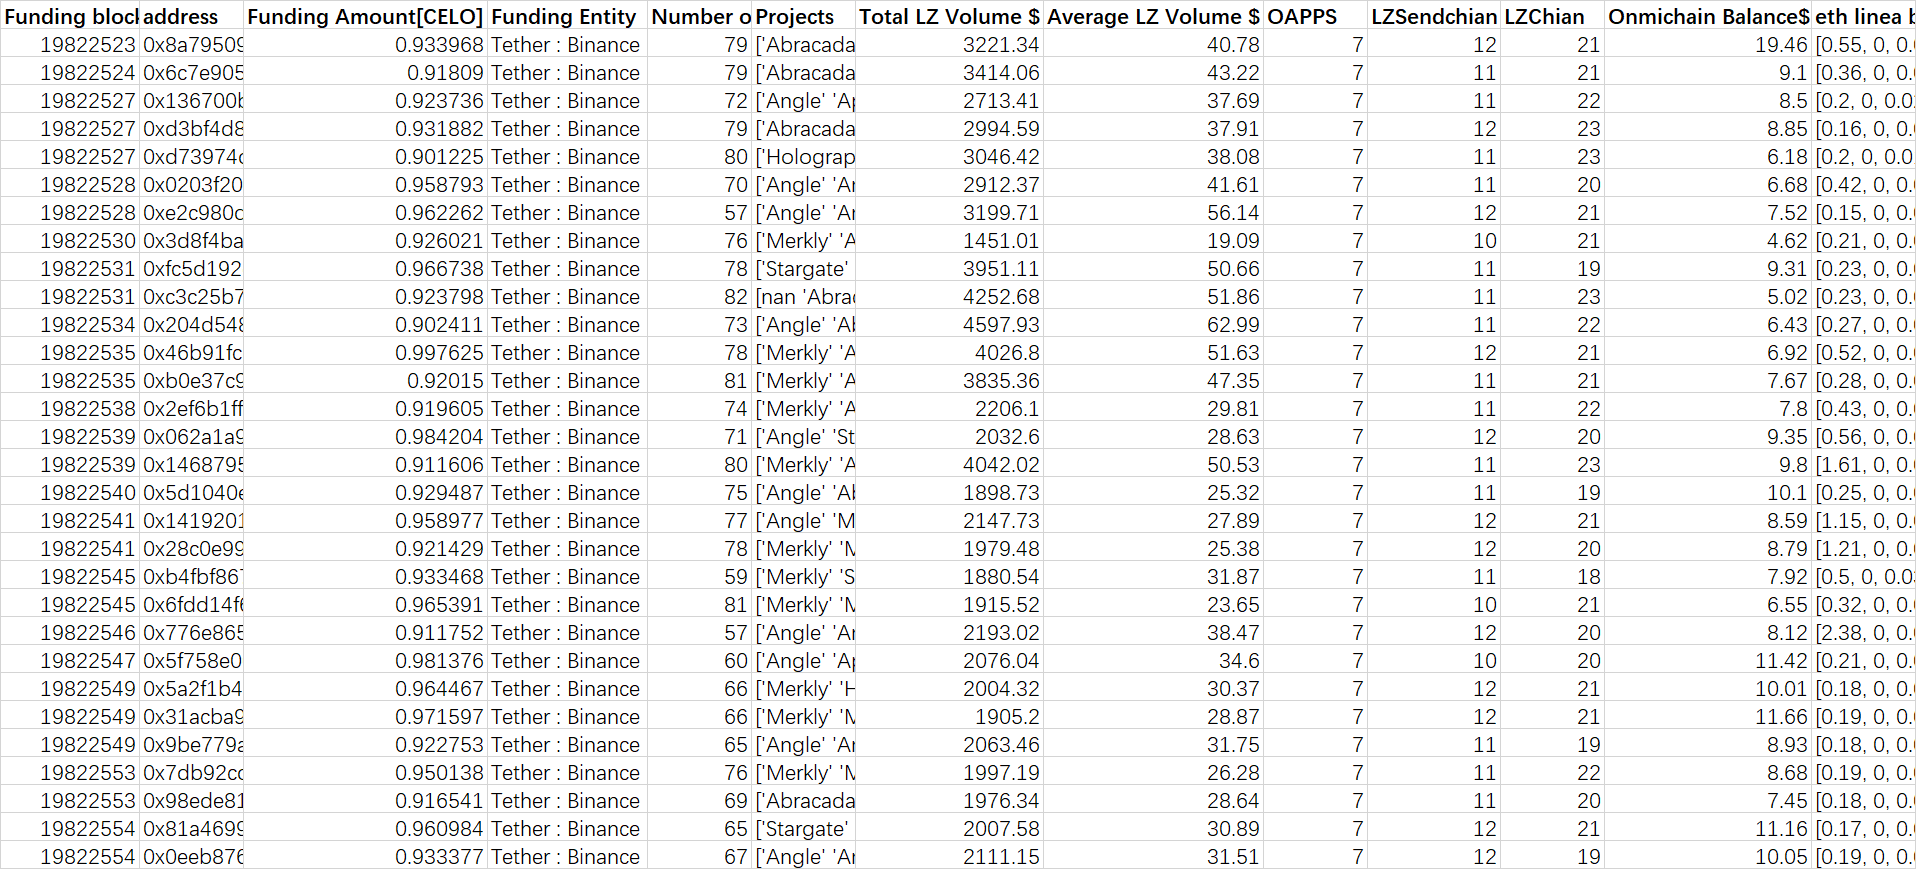 Funding block address Funding Amount[CELO] Funding Entity Number o Projects Total LZ Volume $ Average LZ Volume $ OAPPS LZSendchian LZChian Onmichain Balance$ eth linea b
19822523 0x8a79509 0.933968 Tether : Binance 79 ['Abracada 3221.34 40.78 7 12 21 19.46 [0.55, 0, 0.
19822524 0x6c7e905 0.91809 Tether : Binance 79 ['Abracada 3414.06 43.22 7 11 21 9.1 [0.36, 0, 0.
19822527 0x136700b 0.923736 Tether : Binance 72 ['Angle' 'Ap 2713.41 37.69 7 11 22 8.5 [0.2, 0, 0.0
19822527 0xd3bf4d8 0.931882 Tether : Binance 79 ['Abracada 2994.59 37.91 7 12 23 8.85 [0.16, 0, 0.
19822527 0xd73974c 0.901225 Tether : Binance 80 ['Holograp 3046.42 38.08 7 11 23 6.18 [0.2, 0, 0.0
19822528 0x0203f20 0.958793 Tether : Binance 70 ['Angle' 'Ar 2912.37 41.61 7 11 20 6.68 [0.42, 0, 0.
19822528 0xe2c980c 0.962262 Tether : Binance 57 ['Angle' 'Ar 3199.71 56.14 7 12 21 7.52 [0.15, 0, 0.
19822530 0x3d8f4ba 0.926021 Tether : Binance 76 ['Merkly' 'A 1451.01 19.09 7 10 21 4.62 [0.21, 0, 0.
19822531 0xfc5d192 0.966738 Tether : Binance 78 ['Stargate' 3951.11 50.66 7 11 19 9.31 [0.23, 0, 0.
19822531 0xc3c25b7 0.923798 Tether : Binance 82 [nan 'Abrac 4252.68 51.86 7 11 23 5.02 [0.23, 0, 0.
19822534 0x204d548 0.902411 Tether : Binance 73 ['Angle' 'Ab 4597.93 62.99 7 11 22 6.43 [0.27, 0, 0.
19822535 0x46b91fc 0.997625 Tether : Binance 78 ['Merkly' 'A 4026.8 51.63 7 12 21 6.92 [0.52, 0, 0.
19822535 0xb0e37c9 0.92015 Tether : Binance 81 ['Merkly' 'A 3835.36 47.35 7 11 21 7.67 [0.28, 0, 0.
19822538 0x2ef6b1ff 0.919605 Tether : Binance 74 ['Merkly' 'A 2206.1 29.81 7 11 22 7.8 [0.43, 0, 0.
19822539 0x062a1a9 0.984204 Tether : Binance 71 ['Angle' 'St 2032.6 28.63 7 12 20 9.35 [0.56, 0, 0.
19822539 0x1468795 0.911606 Tether : Binance 80 ['Merkly' 'A 4042.02 50.53 7 11 23 9.8 [1.61, 0, 0.
19822540 0x5d1040e 0.929487 Tether : Binance 75 ['Angle' 'Ab 1898.73 25.32 7 11 19 10.1 [0.25, 0, 0.
19822541 0x1419201 0.958977 Tether : Binance 77 ['Angle' 'M 2147.73 27.89 7 12 21 8.59 [1.15, 0, 0.
19822541 0x28c0e99 0.921429 Tether : Binance 78 ['Merkly' 'M 1979.48 25.38 7 12 20 8.79 [1.21, 0, 0.
19822545 0xb4fbf867 0.933468 Tether : Binance 59 ['Merkly' 'S 1880.54 31.87 7 11 18 7.92 [0.5, 0, 0.0
19822545 0x6fdd14f6 0.965391 Tether : Binance 81 ['Merkly' 'M 1915.52 23.65 7 10 21 6.55 [0.32, 0, 0.
19822546 0x776e865 0.911752 Tether : Binance 57 ['Angle' 'Ar 2193.02 38.47 7 12 20 8.12 [2.38, 0, 0.
19822547 0x5f758e0 0.981376 Tether : Binance 60 ['Angle' 'Ap 2076.04 34.6 7 10 20 11.42 [0.21, 0, 0.
19822549 0x5a2f1b4 0.964467 Tether : Binance 66 ['Merkly' 'H 2004.32 30.37 7 12 21 10.01 [0.18, 0, 0.
19822549 0x31acba9 0.971597 Tether : Binance 66 ['Merkly' 'M 1905.2 28.87 7 12 21 11.66 [0.19, 0, 0.
19822549 0x9be779a 0.922753 Tether : Binance 65 ['Angle' 'Ar 2063.46 31.75 7 11 19 8.93 [0.18, 0, 0.
19822553 0x7db92cc 0.950138 Tether : Binance 76 ['Merkly' 'M 1997.19 26.28 7 11 22 8.68 [0.19, 0, 0.
19822553 0x98ede81 0.916541 Tether : Binance 69 ['Abracada 1976.34 28.64 7 11 20 7.45 [0.18, 0, 0.
19822554 0x81a4699 0.960984 Tether : Binance 65 ['Stargate' 2007.58 30.89 7 12 21 11.16 [0.17, 0, 0.
19822554 0x0eeb876 0.933377 Tether : Binance 67 ['Angle' 'Ar 2111.15 31.51 7 12 19 10.05 [0.19, 0, 0.